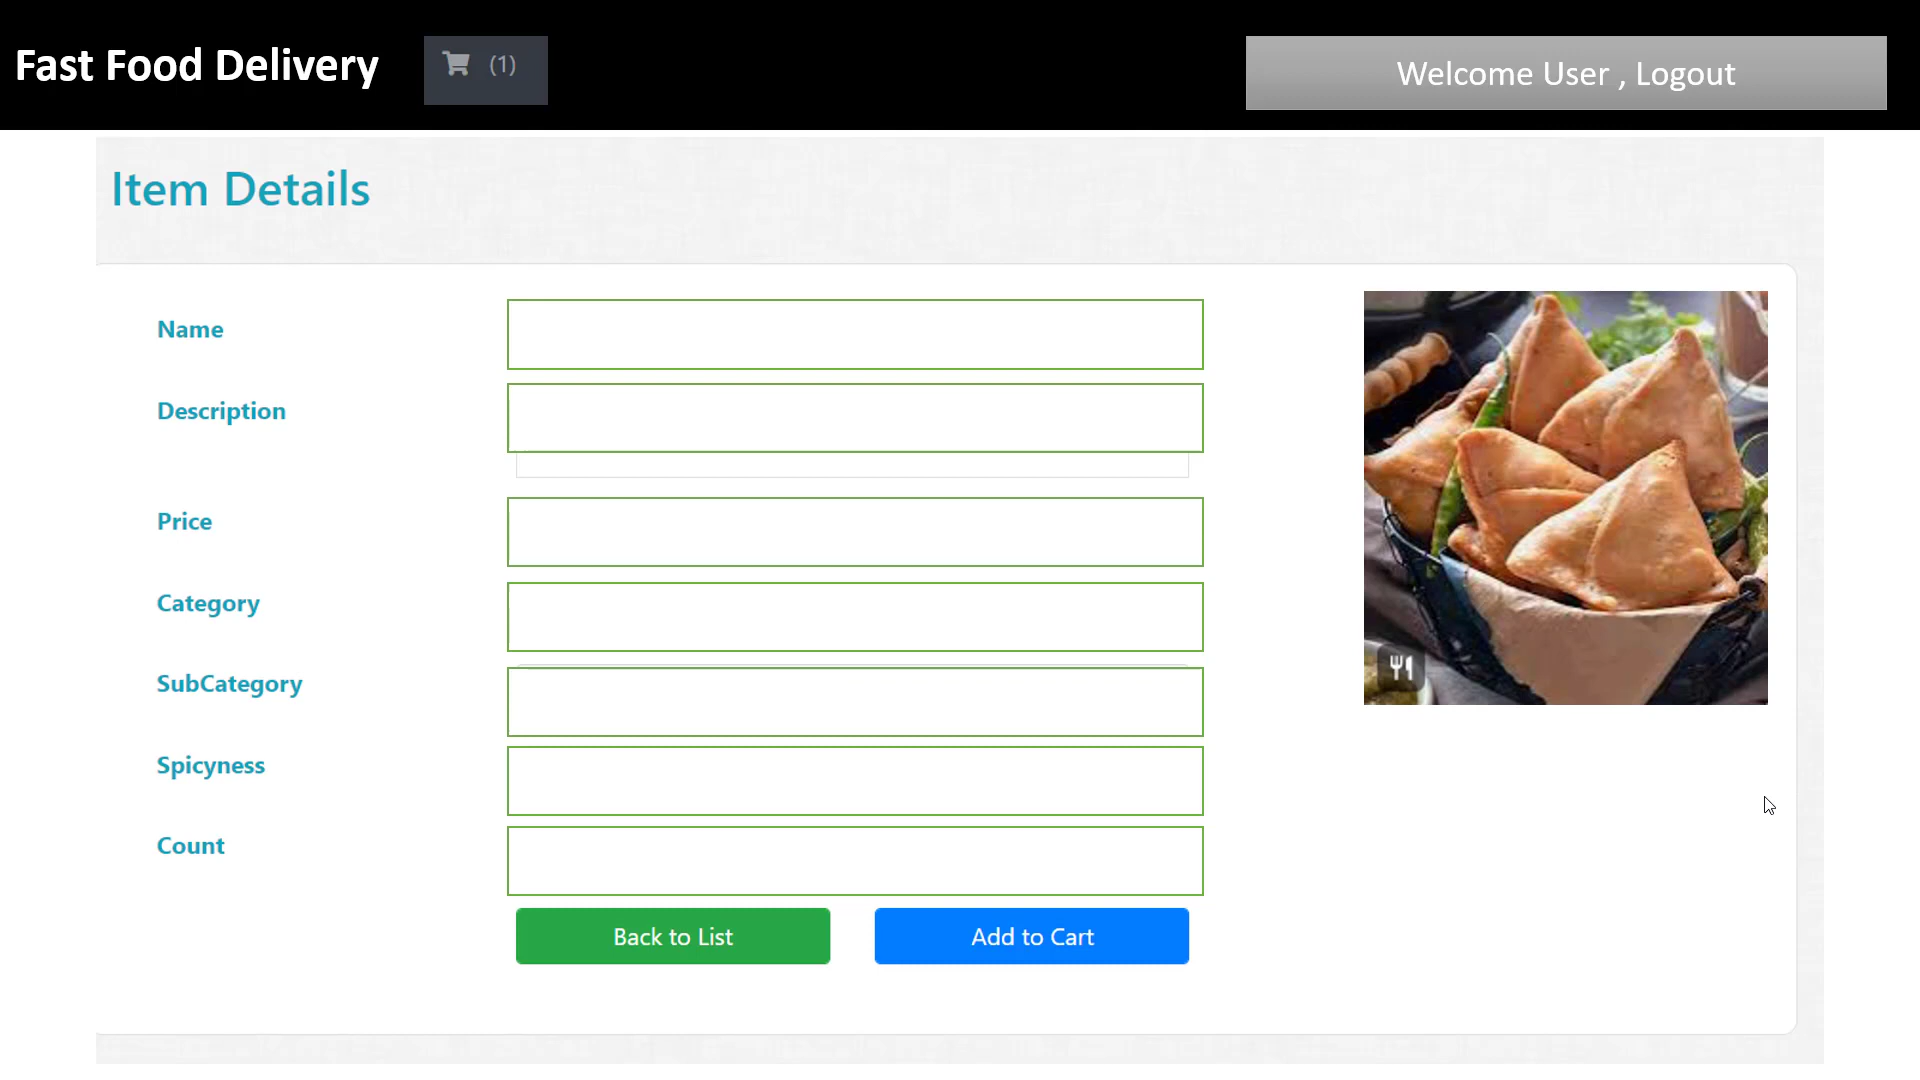 Fast Food Delivery
(1)
Welcome User , Logout
Item Details
Name
Description
Price
Category
SubCategory
Spicyness
Count
Back to List
Add to Cart